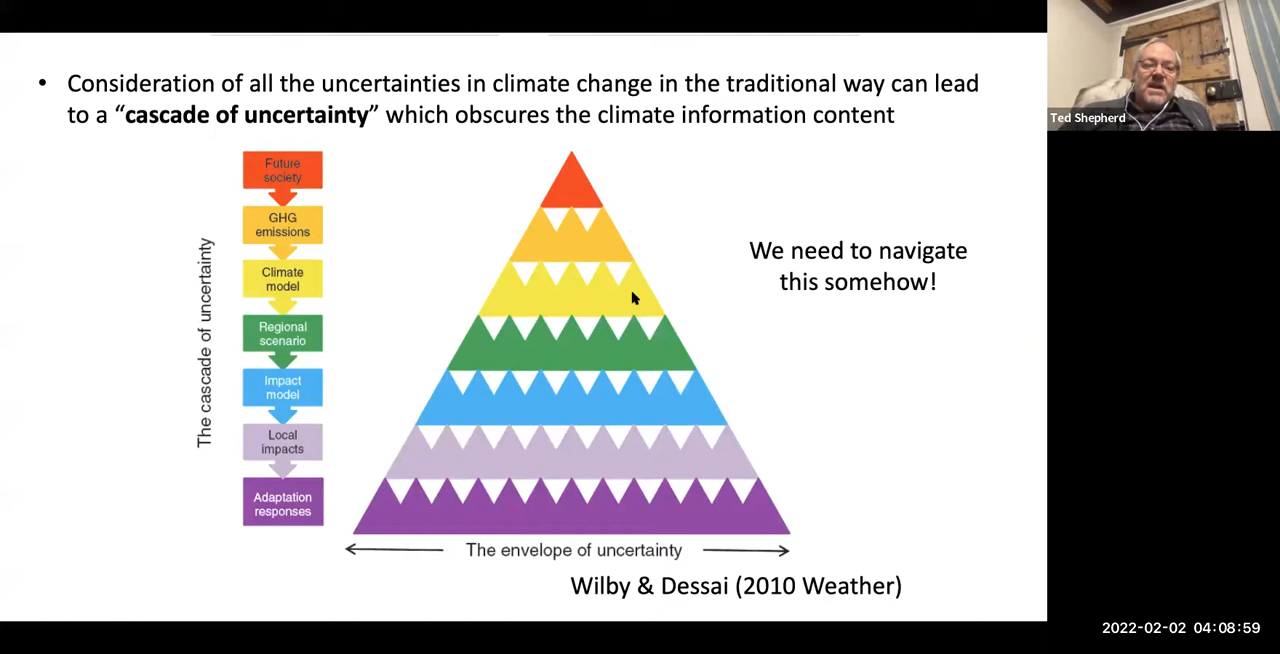 • Consideration of all the uncertainties in climate change in the traditional way can lead
to a “cascade of uncertainty” which obscures the climate information content
Ted Shepherd
The cascade of uncertainty
Future
society
GHG
emissions
Climate
model
Regional
scenario
Impact
model
Local
impacts
Adaptation
responses
We need to navigate
this somehow!
The envelope of uncertainty
Wilby & Dessai (2010 Weather)
2022-02-02 04:08:59